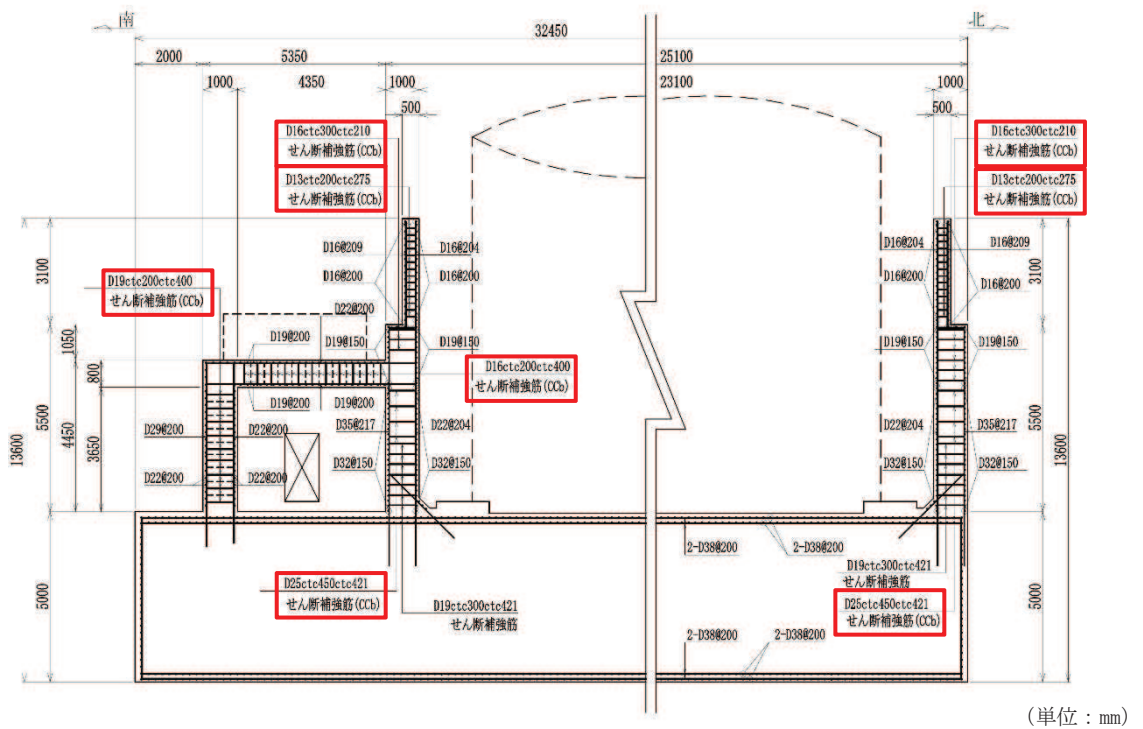 南
北
32450
2000
5350
25100
1000
4350
1000
23100
1000
500
500
D16ctc300ctc210
せん断補強筋(CCb)
D13ctc200ctc275
せん断補強筋(CCb)
D16ctc300ctc210
せん断補強筋(CCb)
D13ctc200ctc275
せん断補強筋(CCb)
D16@209
D16@204
D16@200
D16@200
D16@204
D16@209
D16@200
D16@200
3100
3100
D19ctc200ctc400
せん断補強筋(CCb)
D22@200
D19@200
D19@150
D19@150
D19@150
D19@150
1050
800
D16ctc200ctc400
せん断補強筋(CCb)
D19@200
D19@200
D29@200
D22@200
D35@217
D22@204
D22@204
D35@217
D22@200
D22@200
D32@150
D32@150
D32@150
D32@150
13600
5500
4450
3650
5500
13600
2-D38@200
2-D38@200
D25ctc450ctc421
せん断補強筋(CCb)
D19ctc300ctc421
せん断補強筋
D19ctc300ctc421
せん断補強筋
D25ctc450ctc421
せん断補強筋(CCb)
5000
5000
2-D38@200
2-D38@200
(単位：mm)